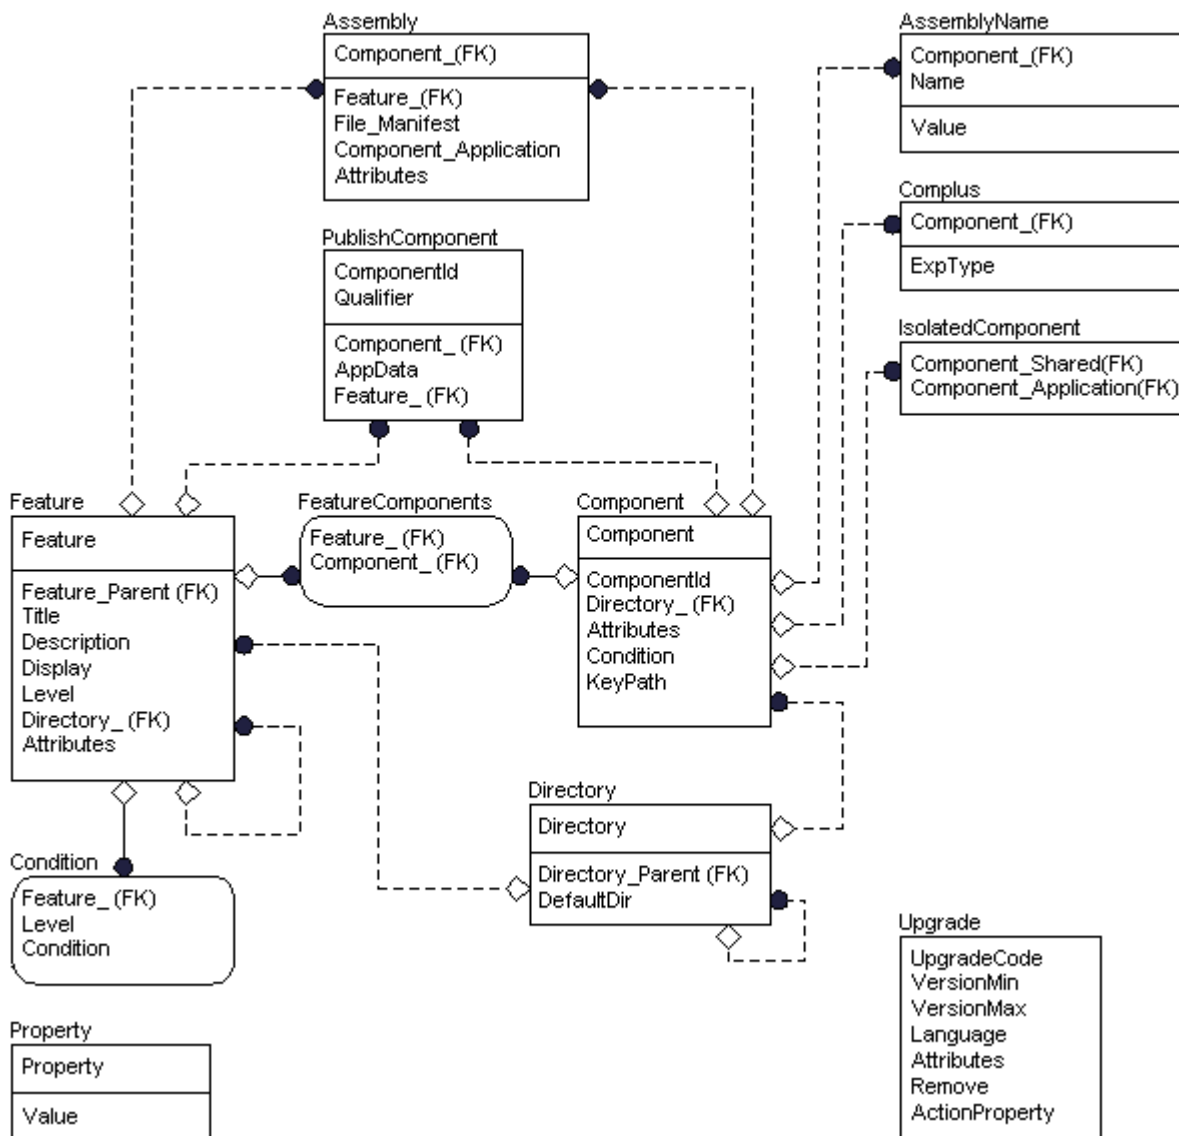 Assembly
Component_(FK)
Feature_(FK)
File_Manifest
Component_Application
Attributes
AssemblyName
Component_(FK)
Name
Value
Complus
Component_(FK)
ExpType
IsolatedComponent
Component_Shared(FK)
Component_Application(FK)
PublishComponent
ComponentId
Qualifier
Component_ (FK)
AppData
Feature_ (FK)
Feature
Feature
Feature_Parent (FK)
Title
Description
Display
Level
Directory_ (FK)
Attributes
FeatureComponents
Feature_ (FK)
Component_ (FK)
Component
Component
ComponentId
Directory_ (FK)
Attributes
Condition
KeyPath
Directory
Directory
Directory_Parent (FK)
DefaultDir
Condition
Feature_ (FK)
Level
Condition
Property
Property
Value
Upgrade
UpgradeCode
VersionMin
VersionMax
Language
Attributes
Remove
ActionProperty